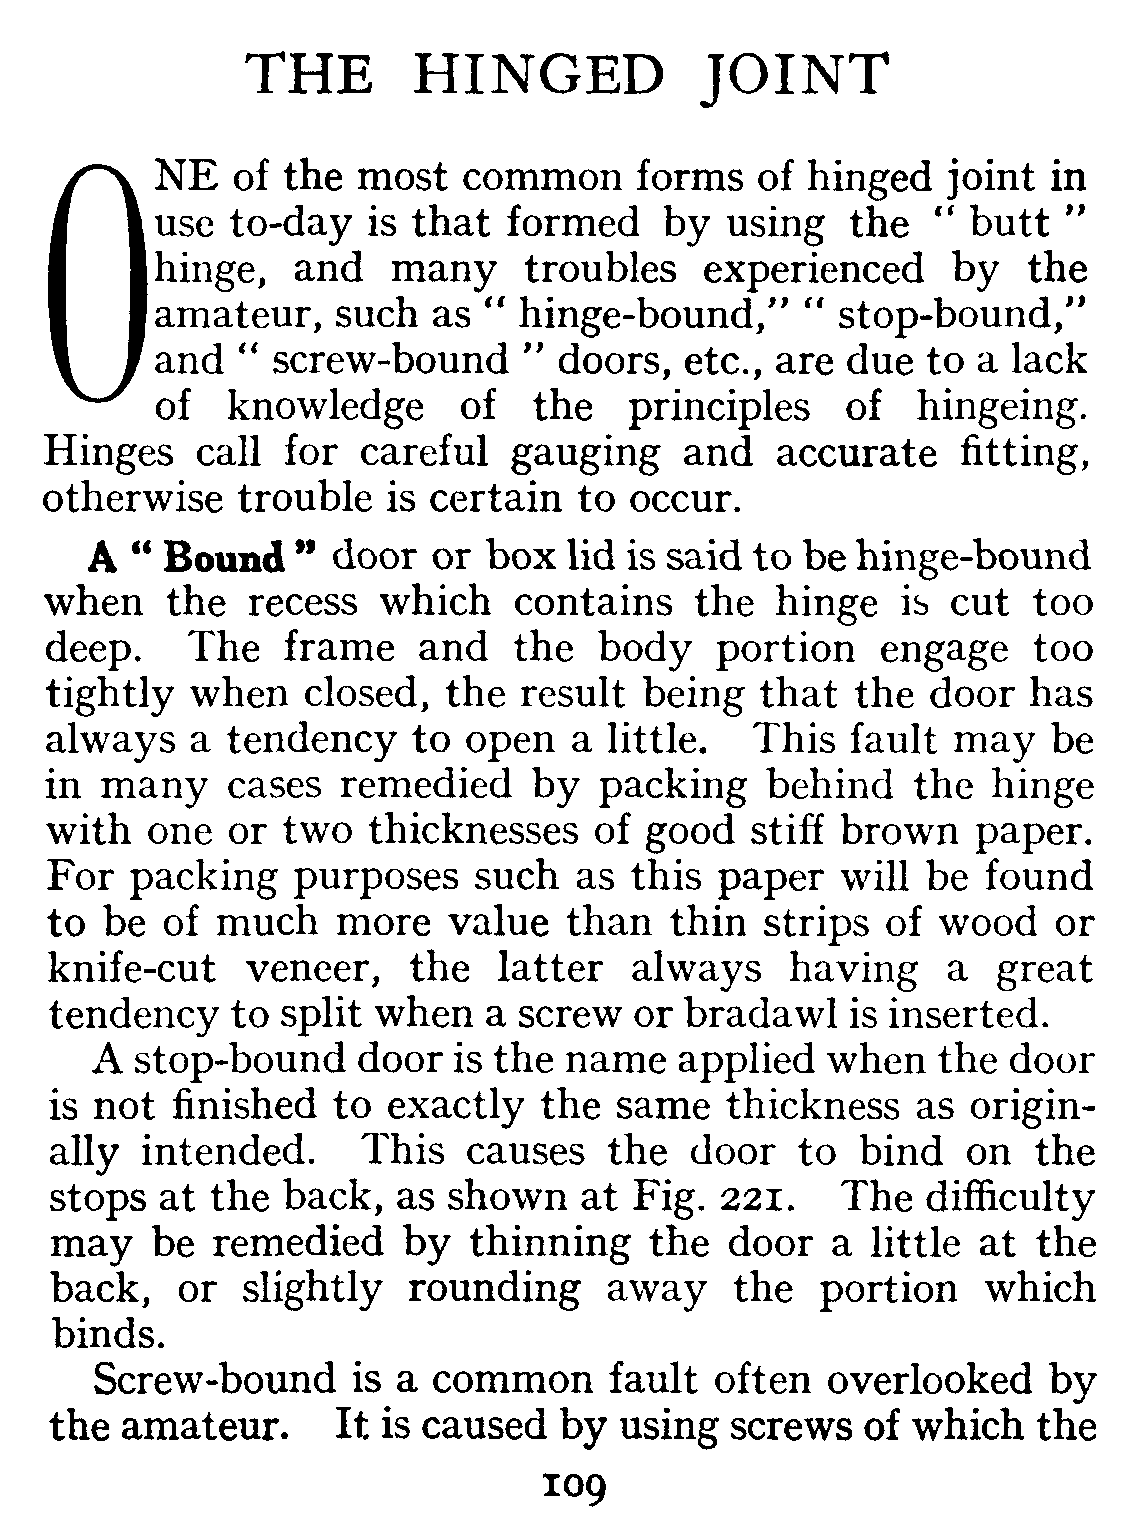 THE HINGED JOINT
ONE of the most common forms of hinged joint in
use to-day is that formed by using the “ butt ”
hinge, and many troubles experienced by the
amateur, such as “ hinge-bound,” “ stop-bound,”
and “ screw-bound ” doors, etc., are due to a lack
of knowledge of the principles of hingeing.
Hinges call for careful gauging and accurate fitting,
otherwise trouble is certain to occur.
A “ Bound ” door or box lid is said to be hinge-bound
when the recess which contains the hinge is cut too
deep. The frame and the body portion engage too
tightly when closed, the result being that the door has
always a tendency to open a little. This fault may be
in many cases remedied by packing behind the hinge
with one or two thicknesses of good stiff brown paper.
For packing purposes such as this paper will be found
to be of much more value than thin strips of wood or
knife-cut veneer, the latter always having a great
tendency to split when a screw or bradawl is inserted.
A stop-bound door is the name applied when the door
is not finished to exactly the same thickness as origin-
ally intended. This causes the door to bind on the
stops at the back, as shown at Fig. 221. The difficulty
may be remedied by thinning the door a little at the
back, or slightly rounding away the portion which
binds.
Screw-bound is a common fault often overlooked by
the amateur. It is caused by using screws of which the
109